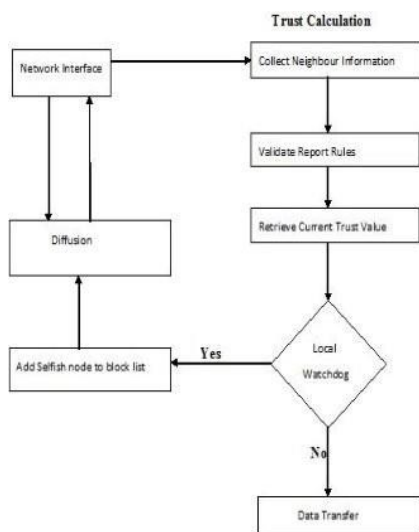 Trust Calculation
Network Interface
Collect Neighbour Information
Validate Report Rules
Retrieve Current Trust Value
Diffusion
Local
Watchdog
Yes
Add Selfish node to block list
No
Data Transfer